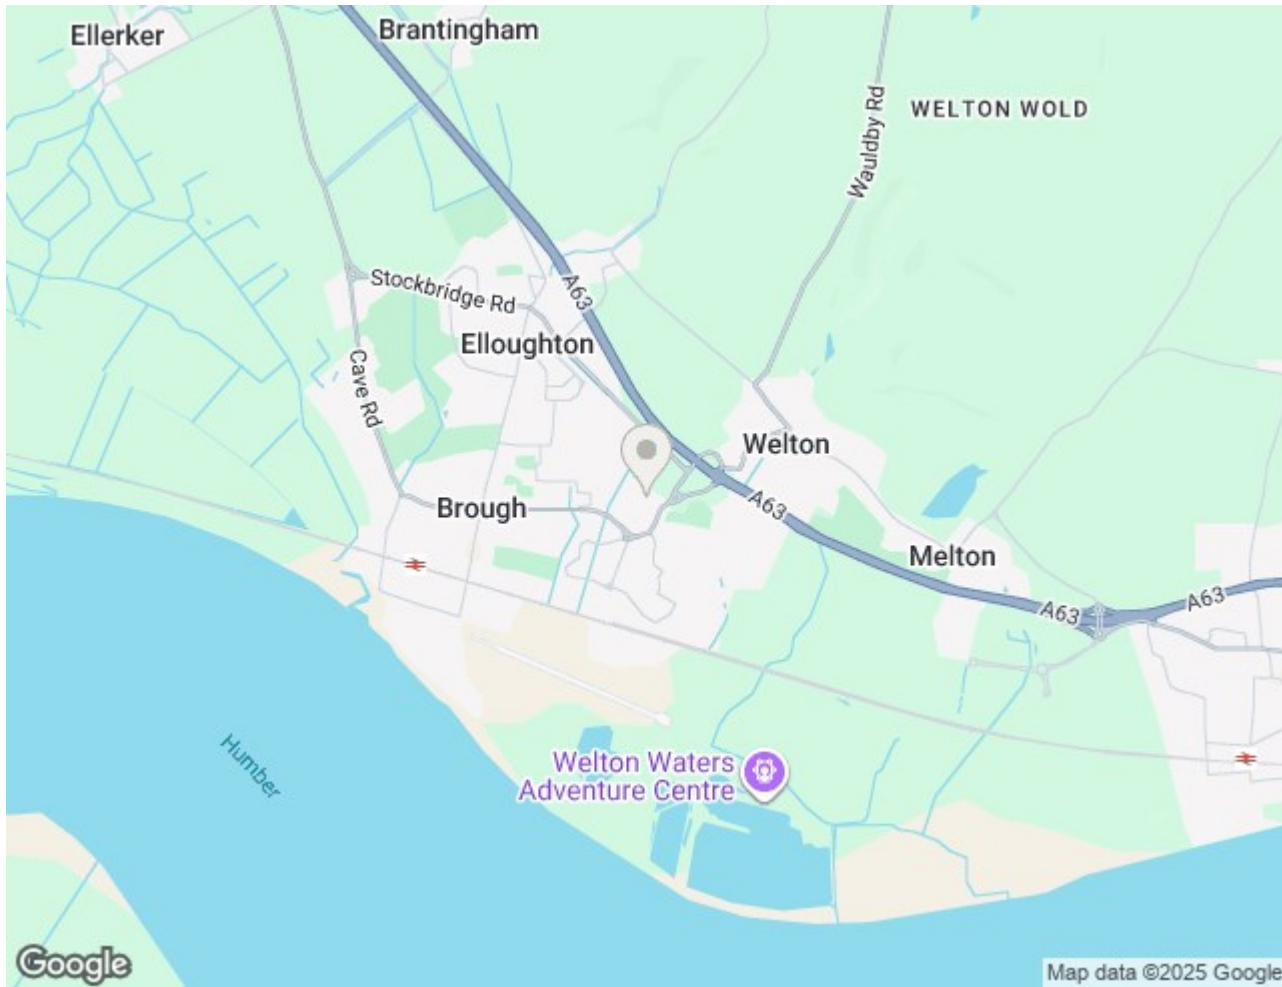 Ellerker
Brantingham
WELTON WOLD
Wauldby Rd
Stockbridge Rd
A63
Elloughton
Cave Rd
Welton
Brough
A63
Melton
A63
A63
Humber
Welton Waters
Adventure Centre
Google
Map data ©2025 Google